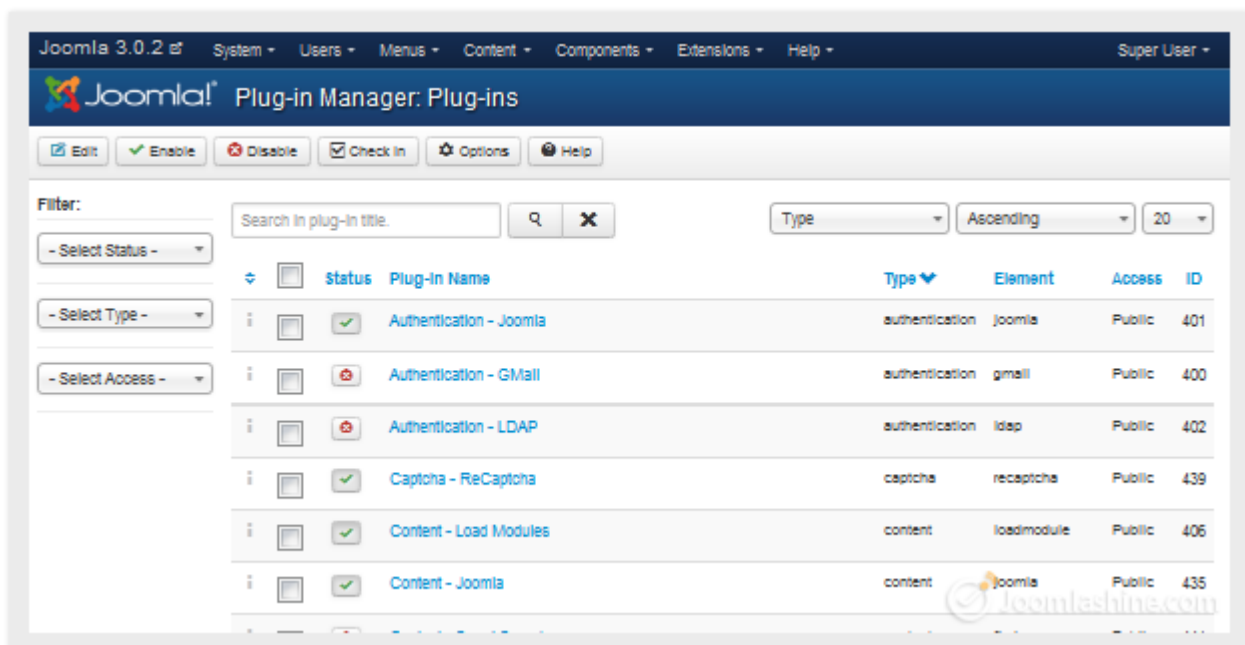 Joomla 3.0.2 System Users Menus Content Components Extensions Help Super User
Joomla! Plug-in Manager: Plug-ins
Edit Enable Disable Check In Options Help
Filter:
Search in plug-in title. Type Ascending 20
- Select Status -
Status Plug-In Name Type Element Access ID
- Select Type -
Authentication - Joomla authentication joomla Public 401
- Select Access -
Authentication - GMail authentication gmail Public 400
Authentication - LDAP authentication ldap Public 402
Captcha - ReCaptcha captcha recaptcha Public 439
Content - Load Modules content loadmodule Public 406
Content - Joomla content joomla Public 435
Joomlashine.com